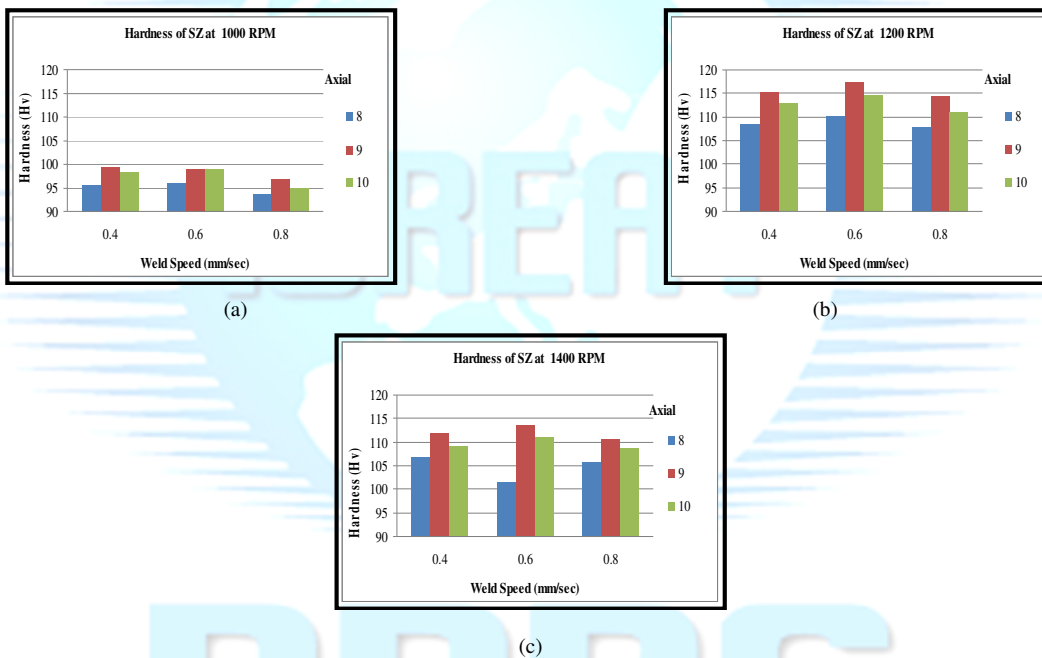 Hardness of SZ at 1000 RPM
120
115
110
105
100
95
90
Hardness (Hv)
0.4 0.6 0.8
Weld Speed (mm/sec)
Axial
8
9
10
(a)
Hardness of SZ at 1200 RPM
120
115
110
105
100
95
90
Hardness (Hv)
0.4 0.6 0.8
Weld Speed (mm/sec)
Axial
8
9
10
(b)
Hardness of SZ at 1400 RPM
120
115
110
105
100
95
90
Hardness (Hv)
0.4 0.6 0.8
Weld Speed (mm/sec)
Axial
8
9
10
(c)